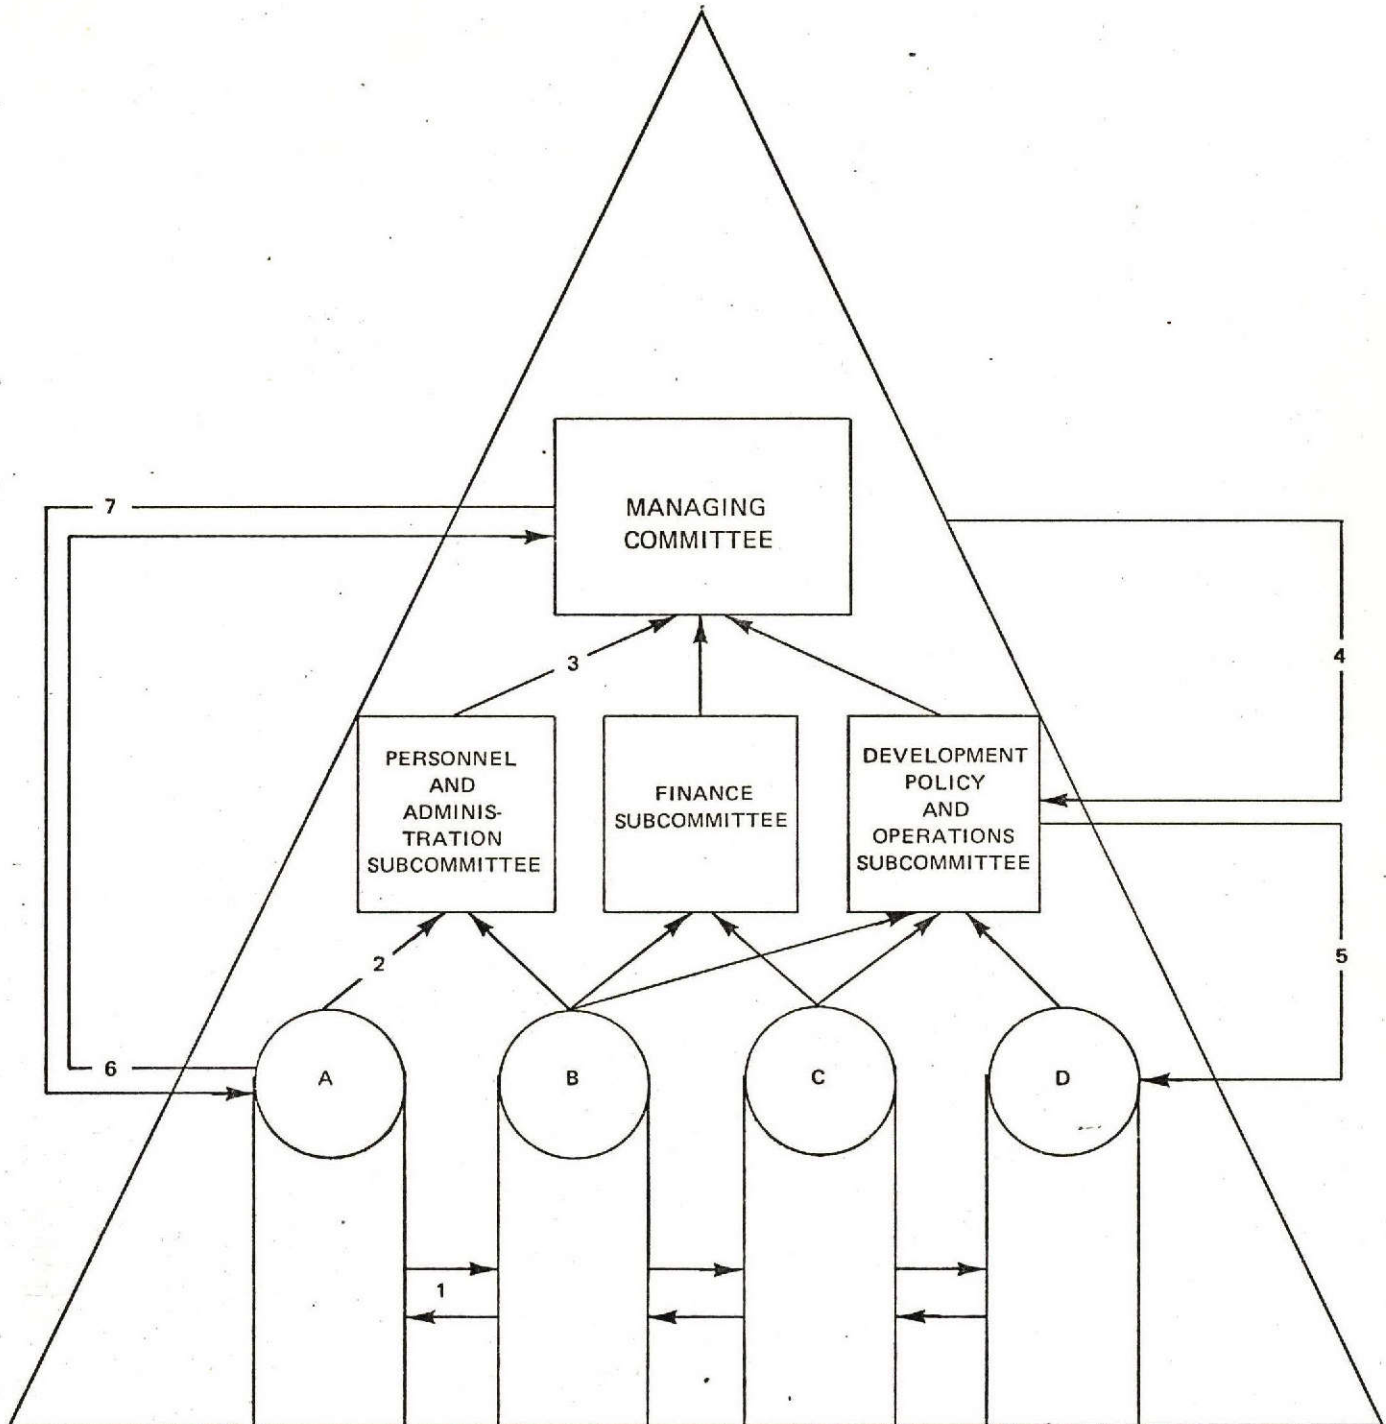 7
MANAGING
COMMITTEE
4
3
PERSONNEL
AND
ADMINIS-
TRATION
SUBCOMMITTEE
FINANCE
SUBCOMMITTEE
DEVELOPMENT
POLICY
AND
OPERATIONS
SUBCOMMITTEE
2
5
6
A
B
C
D
1